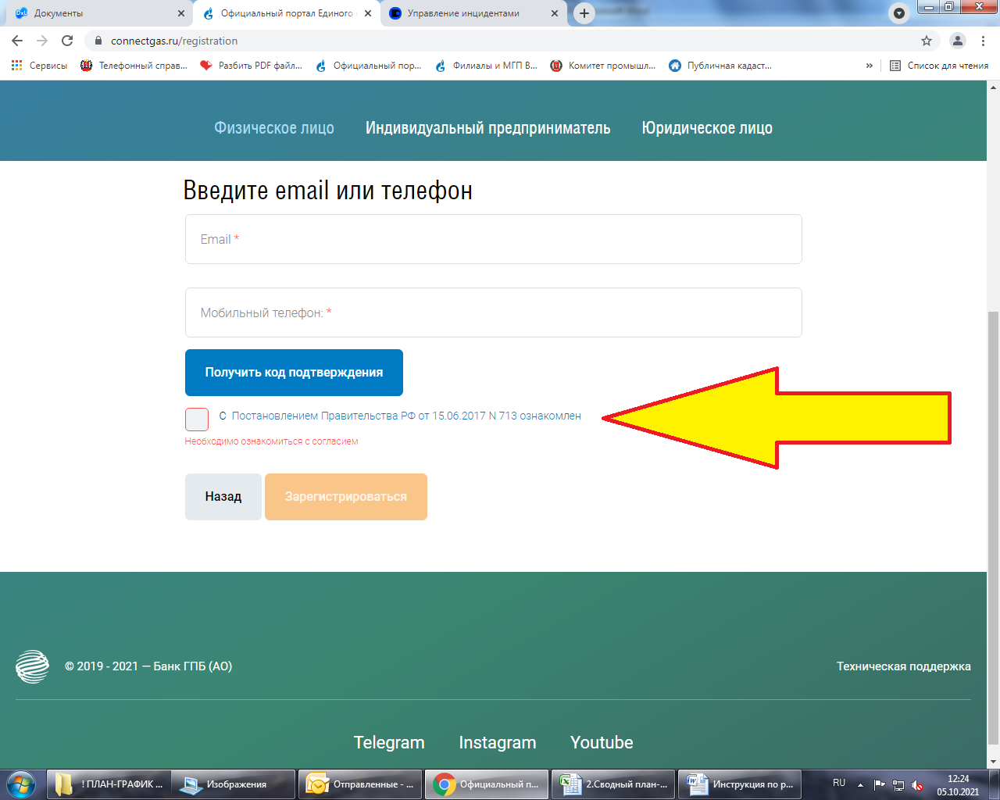 Документы
Официальный портал Единого
Управление инцидентами
connectgas.ru/registration
Сервисы
Телефонный справ...
Разбить PDF файл...
Официальный пор...
Филиалы и МГП В...
Комитет промышл...
Публичная кадаст...
»
Список для чтения
Физическое лицо
Индивидуальный предприниматель
Юридическое лицо
Введите email или телефон
Email *
Мобильный телефон: *
Получить код подтверждения
С Постановлением Правительства РФ от 15.06.2017 N 713 ознакомлен
Необходимо ознакомиться с согласием
Назад
Зарегистрироваться
© 2019 - 2021 — Банк ГПБ (АО)
Техническая поддержка
Telegram
Instagram
Youtube
! ПЛАН-ГРАФИК ...
Изображения
Отправленные - ...
Официальный п...
2.Сводный план-...
Инструкция по р...
RU
12:24
05.10.2021